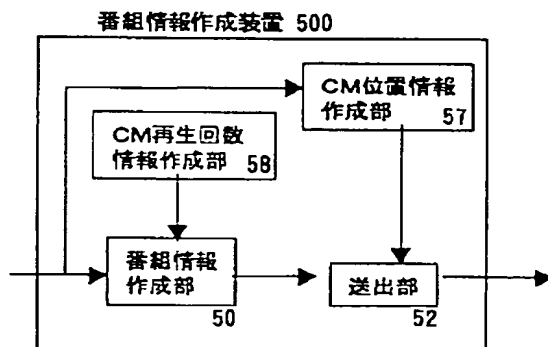 番組情報作成装置 500
CM位置情報
作成部 57
CM再生回数
情報作成部 58
番組情報
作成部
50
送出部
52